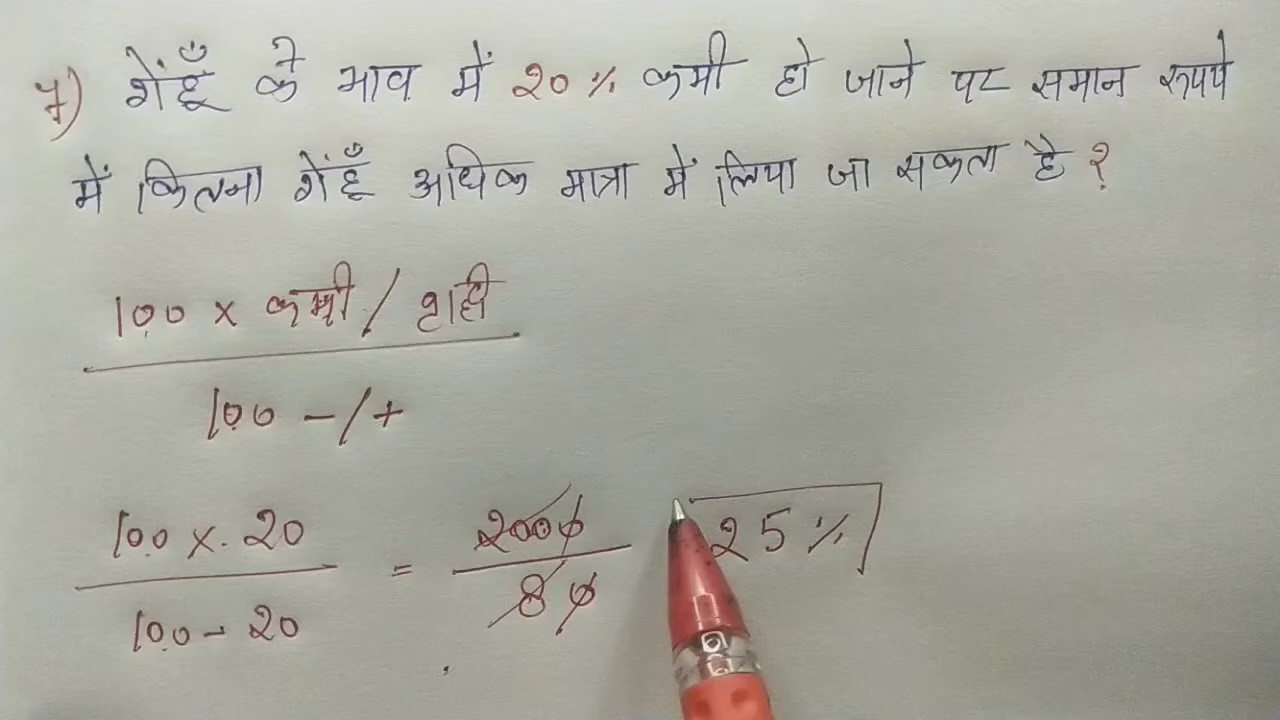 7) गेंहूँ के भाव में 20% कमी हो जाने पर समान रूपये
में कितना गेंहूँ अधिक मात्रा में लिया जा सकता है ?
100 x कमी / वृद्धि
100 - / +
100 x 20
100 - 20
=
2000
80
25%